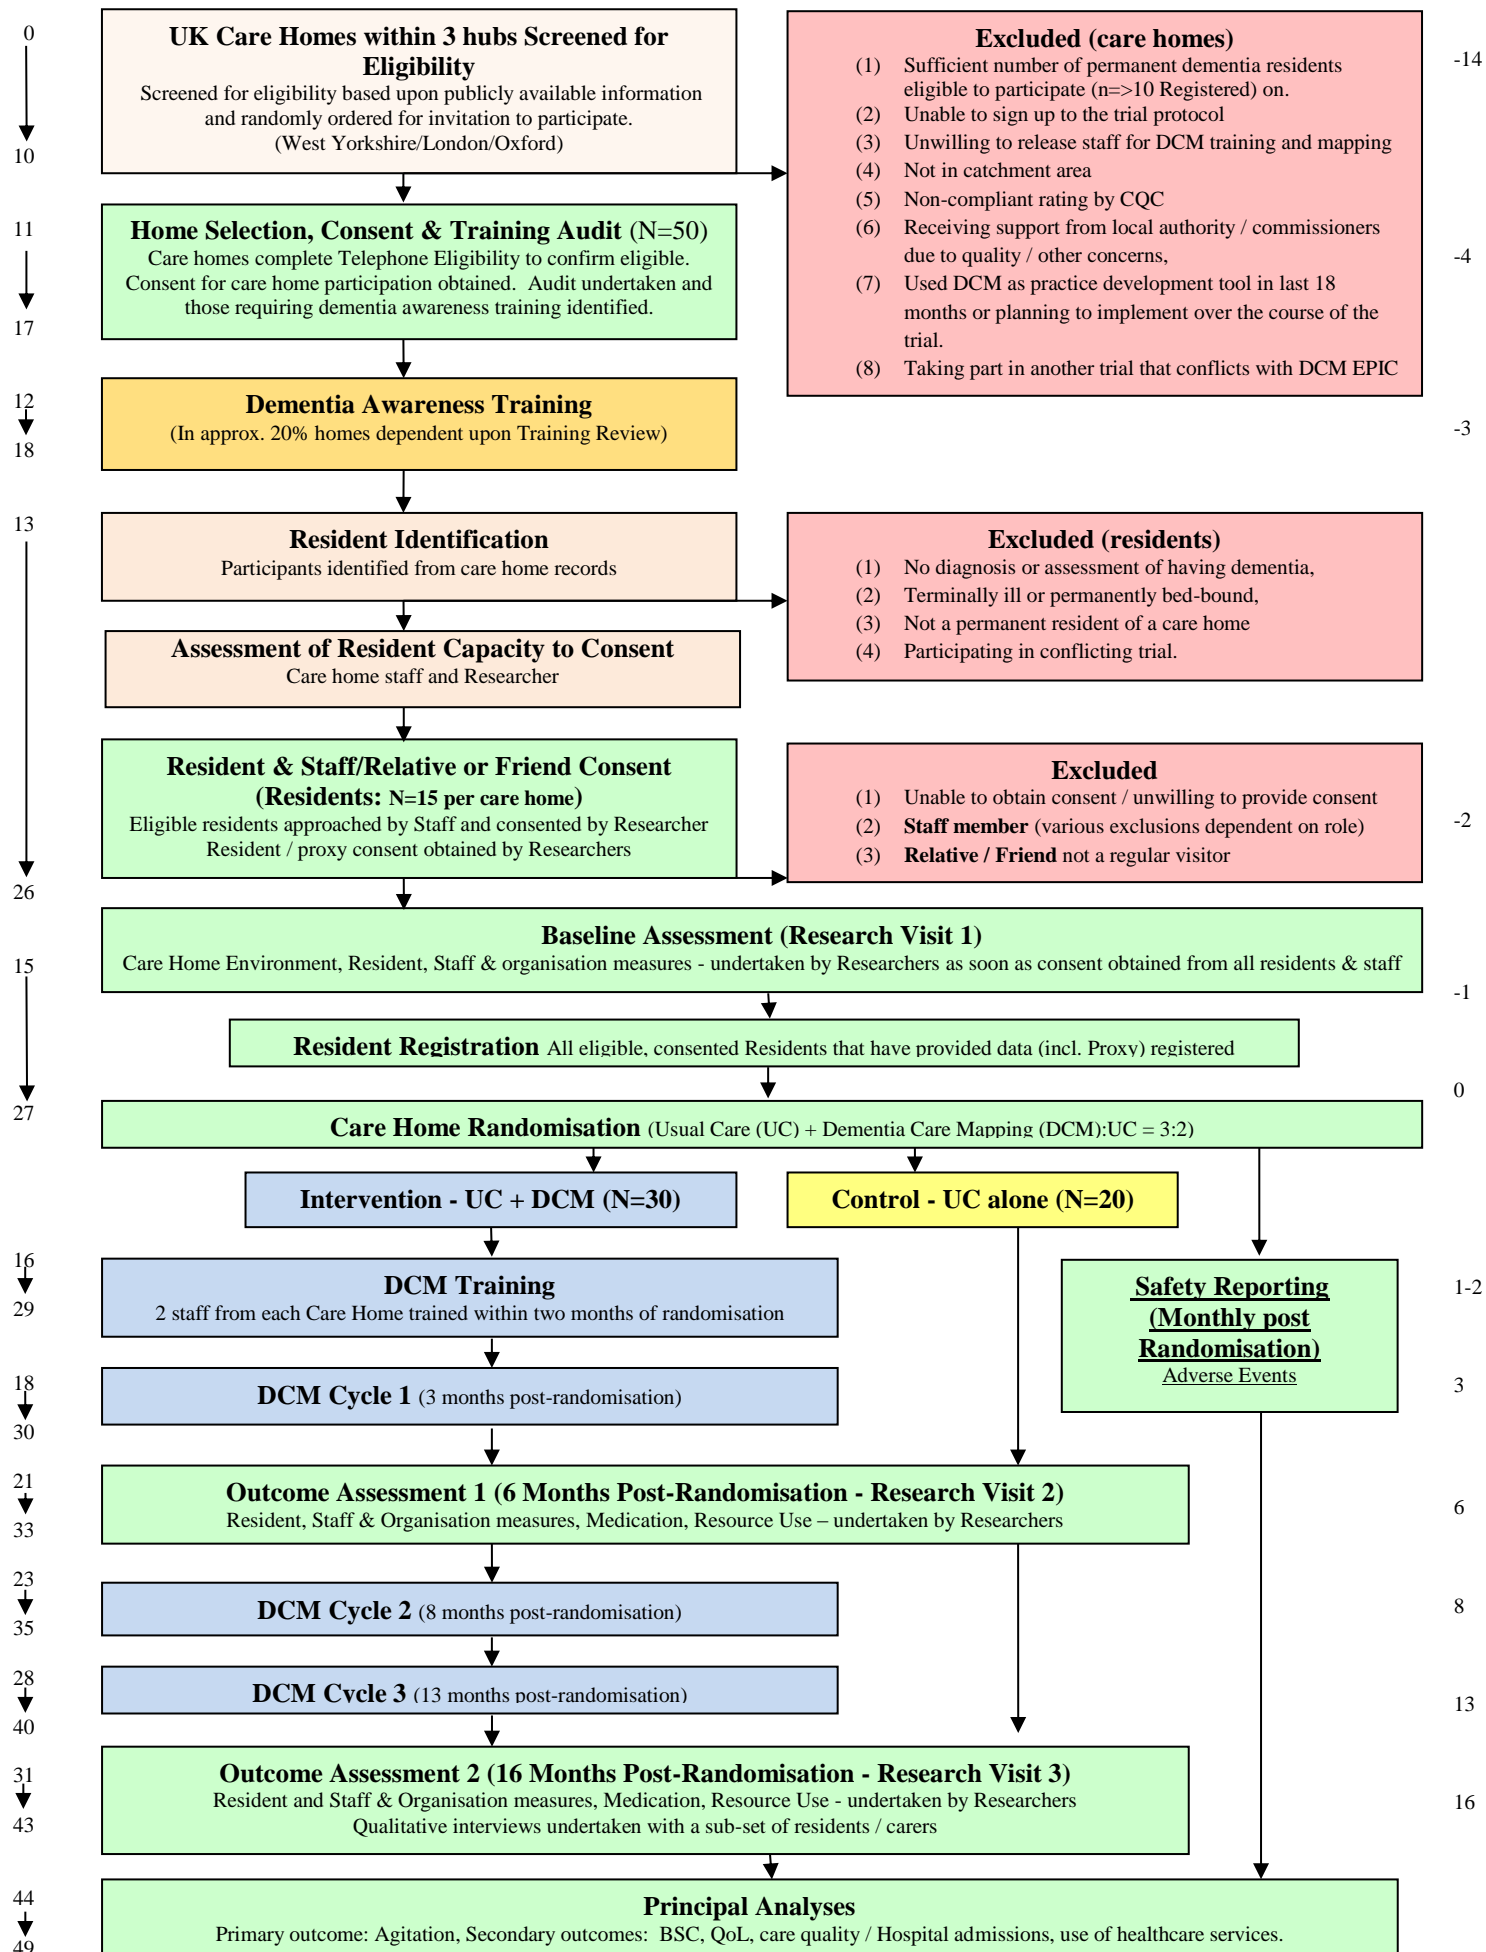 0
10
UK Care Homes within 3 hubs Screened for
Eligibility
Screened for eligibility based upon publicly available information
and randomly ordered for invitation to participate.
(West Yorkshire/London/Oxford)
Excluded (care homes)
(1) Sufficient number of permanent dementia residents
eligible to participate (n=>10 Registered) on.
(2) Unable to sign up to the trial protocol
(3) Unwilling to release staff for DCM training and mapping
(4) Not in catchment area
(5) Non-compliant rating by CQC
(6) Receiving support from local authority / commissioners
due to quality / other concerns,
(7) Used DCM as practice development tool in last 18
months or planning to implement over the course of the
trial.
(8) Taking part in another trial that conflicts with DCM EPIC
-14
11
17
Home Selection, Consent & Training Audit (N=50)
Care homes complete Telephone Eligibility to confirm eligible.
Consent for care home participation obtained. Audit undertaken and
those requiring dementia awareness training identified.
-4
12
18
Dementia Awareness Training
(In approx. 20% homes dependent upon Training Review)
-3
13
26
Resident Identification
Participants identified from care home records
Excluded (residents)
(1) No diagnosis or assessment of having dementia,
(2) Terminally ill or permanently bed-bound,
(3) Not a permanent resident of a care home
(4) Participating in conflicting trial.
Assessment of Resident Capacity to Consent
Care home staff and Researcher
Resident & Staff/Relative or Friend Consent
(Residents: N=15 per care home)
Eligible residents approached by Staff and consented by Researcher
Resident / proxy consent obtained by Researchers
Excluded
(1) Unable to obtain consent / unwilling to provide consent
(2) Staff member (various exclusions dependent on role)
(3) Relative / Friend not a regular visitor
-2
15
27
Baseline Assessment (Research Visit 1)
Care Home Environment, Resident, Staff & organisation measures - undertaken by Researchers as soon as consent obtained from all residents & staff
-1
Resident Registration All eligible, consented Residents that have provided data (incl. Proxy) registered
0
Care Home Randomisation (Usual Care (UC) + Dementia Care Mapping (DCM):UC = 3:2)
Intervention - UC + DCM (N=30)
Control - UC alone (N=20)
16
29
DCM Training
2 staff from each Care Home trained within two months of randomisation
Safety Reporting
(Monthly post
Randomisation)
Adverse Events
1-2
18
30
DCM Cycle 1 (3 months post-randomisation)
3
21
33
Outcome Assessment 1 (6 Months Post-Randomisation - Research Visit 2)
Resident, Staff & Organisation measures, Medication, Resource Use – undertaken by Researchers
6
23
35
DCM Cycle 2 (8 months post-randomisation)
8
28
40
DCM Cycle 3 (13 months post-randomisation)
13
31
43
Outcome Assessment 2 (16 Months Post-Randomisation - Research Visit 3)
Resident and Staff & Organisation measures, Medication, Resource Use - undertaken by Researchers
Qualitative interviews undertaken with a sub-set of residents / carers
16
44
49
Principal Analyses
Primary outcome: Agitation, Secondary outcomes: BSC, QoL, care quality / Hospital admissions, use of healthcare services.